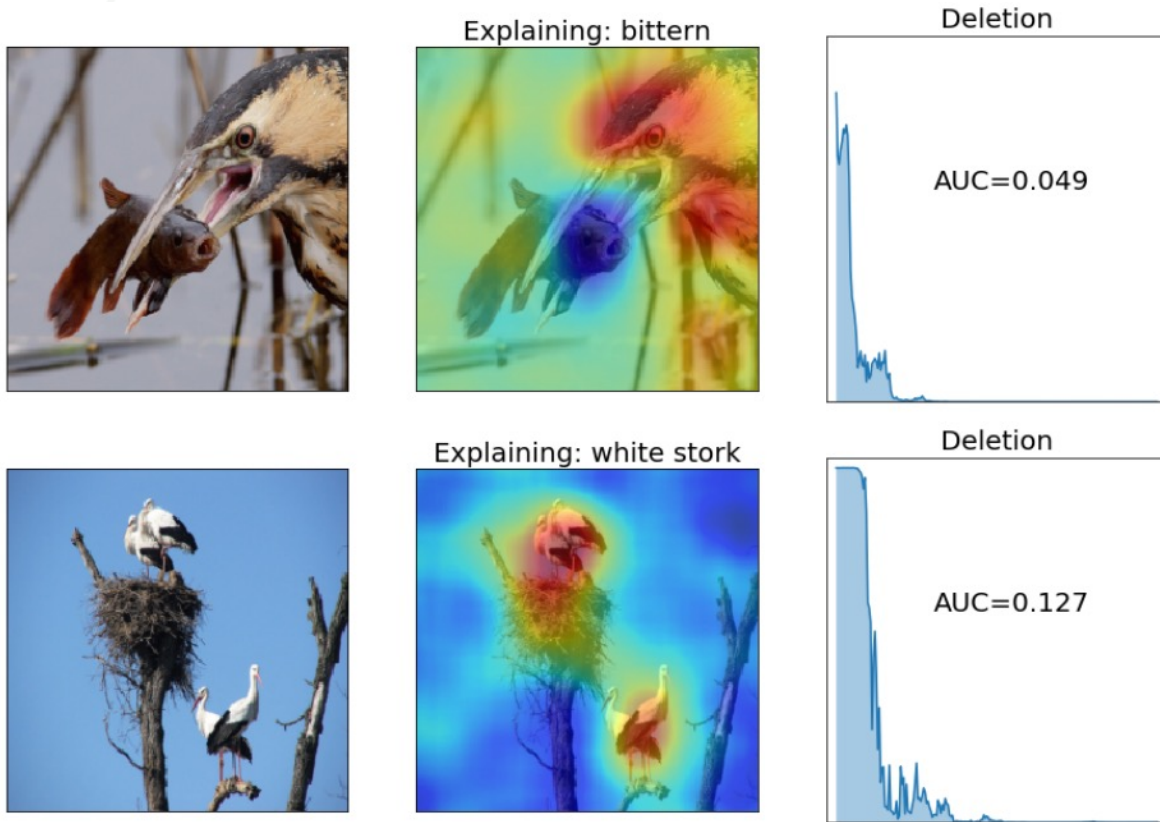 Explaining: bittern
Deletion
AUC=0.049
Explaining: white stork
Deletion
AUC=0.127